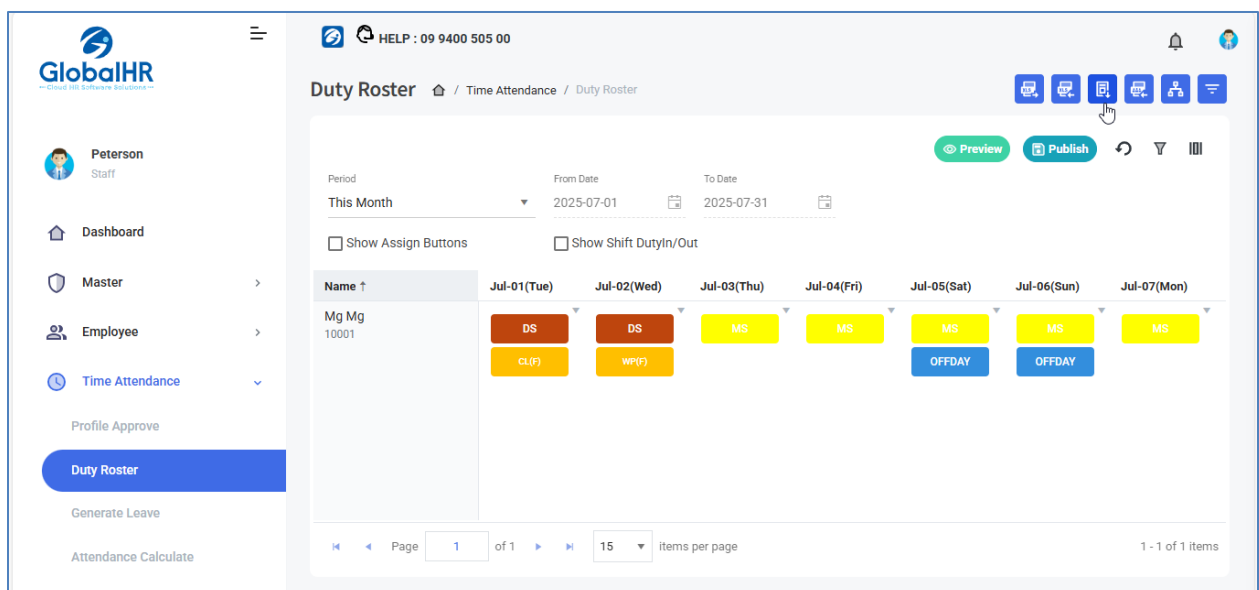 GlobalHR
Cloud HR Software Solutions
HELP : 09 9400 505 00
Duty Roster / Time Attendance / Duty Roster
Peterson
Staff
Dashboard
Master
Employee
Time Attendance
Profile Approve
Duty Roster
Generate Leave
Attendance Calculate
Preview Publish
Period From Date To Date
This Month 2025-07-01 2025-07-31
Show Assign Buttons Show Shift DutyIn/Out
Name ↑ Jul-01(Tue) Jul-02(Wed) Jul-03(Thu) Jul-04(Fri) Jul-05(Sat) Jul-06(Sun) Jul-07(Mon)
Mg Mg DS DS MS MS MS MS MS
10001
CL(F) WP(F) OFFDAY OFFDAY
Page 1 of 1 15 items per page 1 - 1 of 1 items